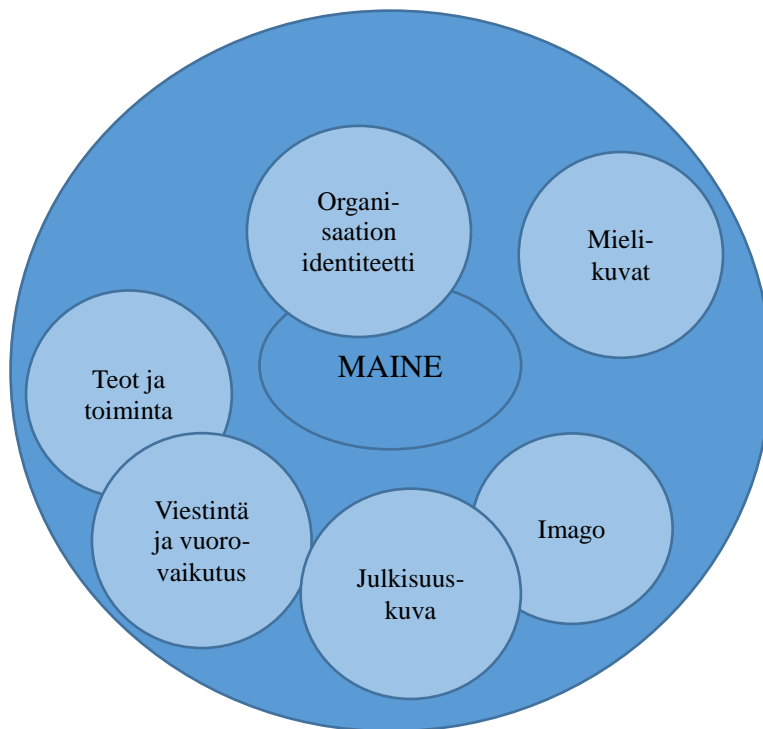 Organi-
saation
identiteetti
Mieli-
kuvat
MAINE
Teot ja
toiminta
Viestintä
ja vuoro-
vaikutus
Imago
Julkisuus-
kuva